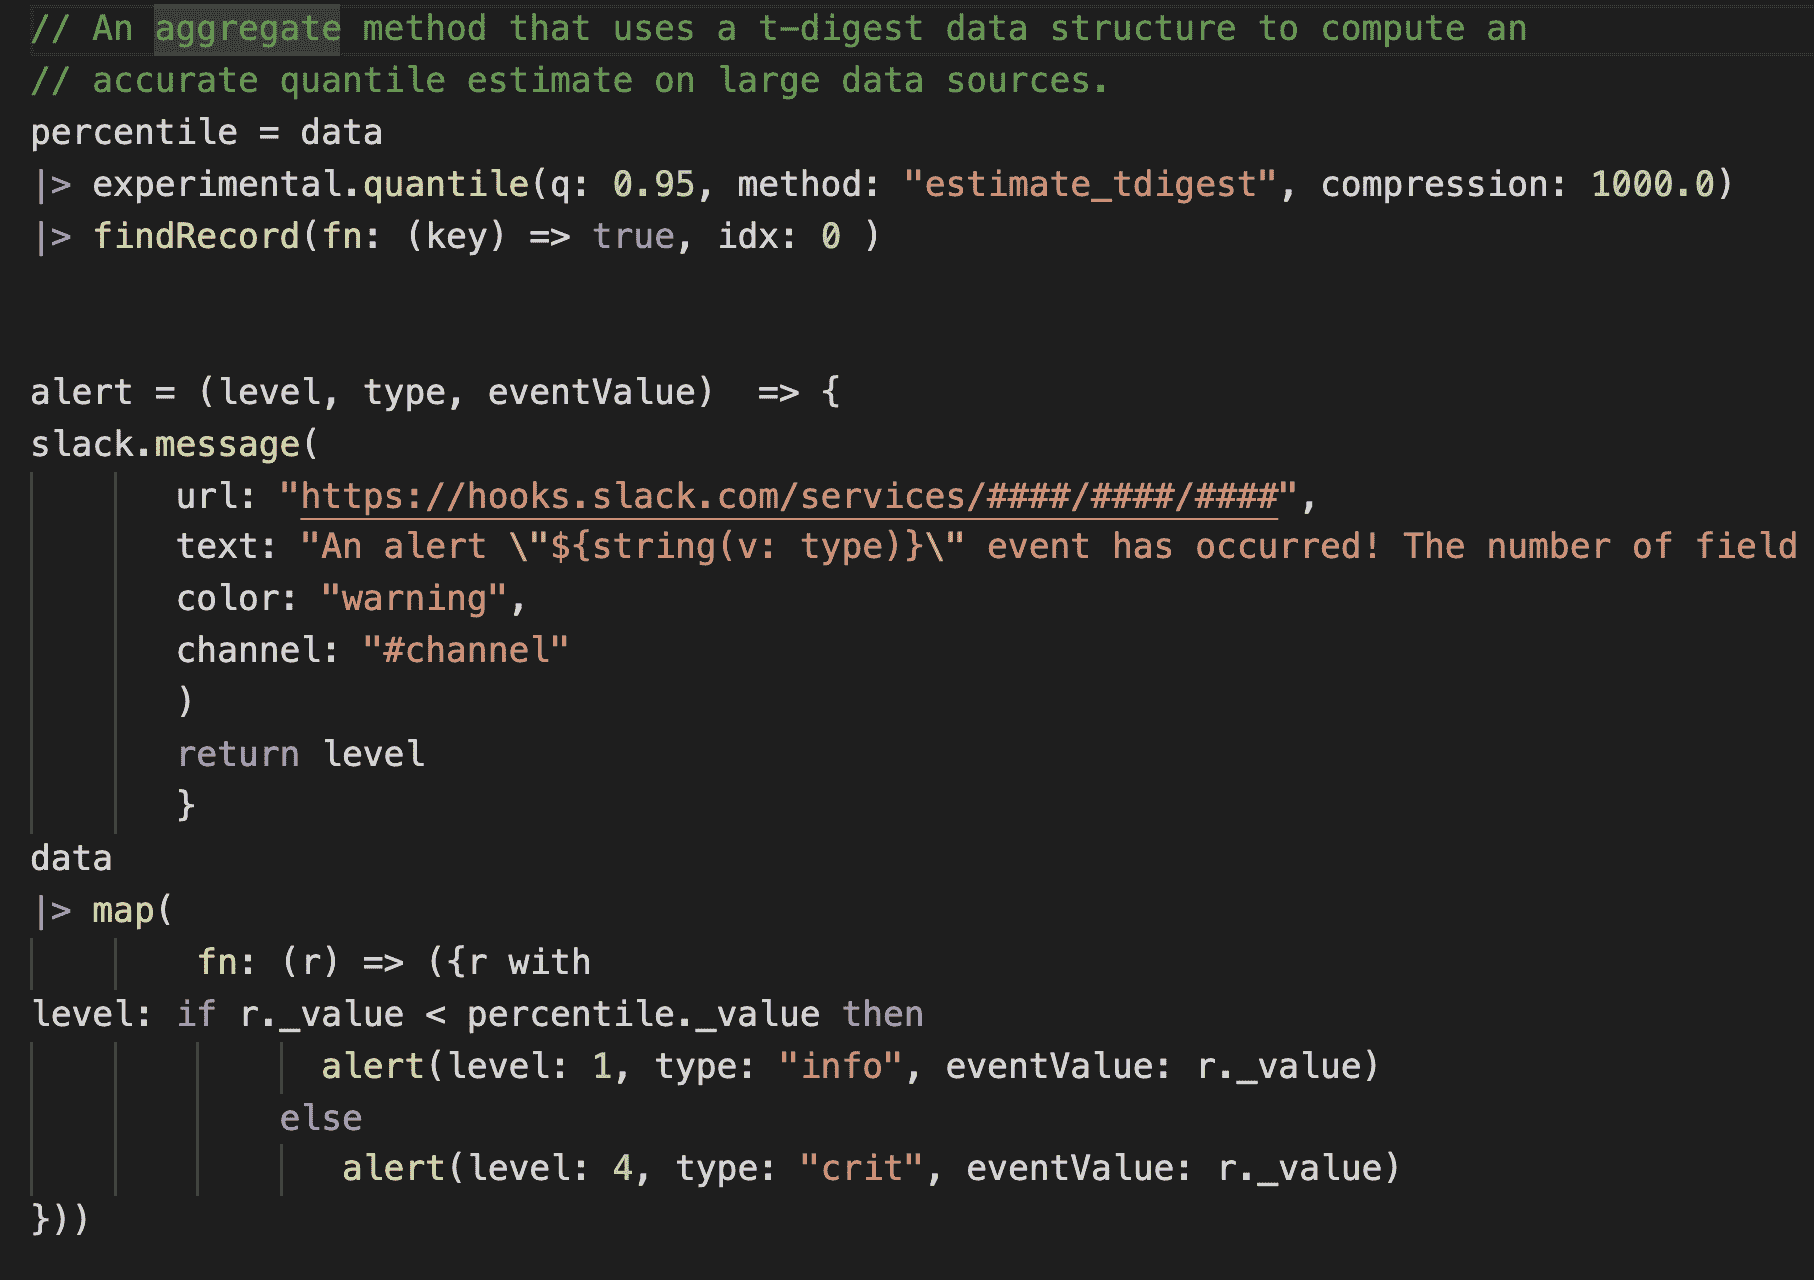 // An aggregate method that uses a t-digest data structure to compute an
// accurate quantile estimate on large data sources.
percentile = data
|> experimental.quantile(q: 0.95, method: "estimate_tdigest", compression: 1000.0)
|> findRecord(fn: (key) => true, idx: 0 )
alert = (level, type, eventValue)  => {
slack.message(
url: "https://hooks.slack.com/services/####/####/####",
text: "An alert \"${string(v: type)}\" event has occurred! The number of field
color: "warning",
channel: "#channel"
)
return level
}
data
|> map(
fn: (r) => ({r with
level: if r._value < percentile._value then
alert(level: 1, type: "info", eventValue: r._value)
else
alert(level: 4, type: "crit", eventValue: r._value)
}))